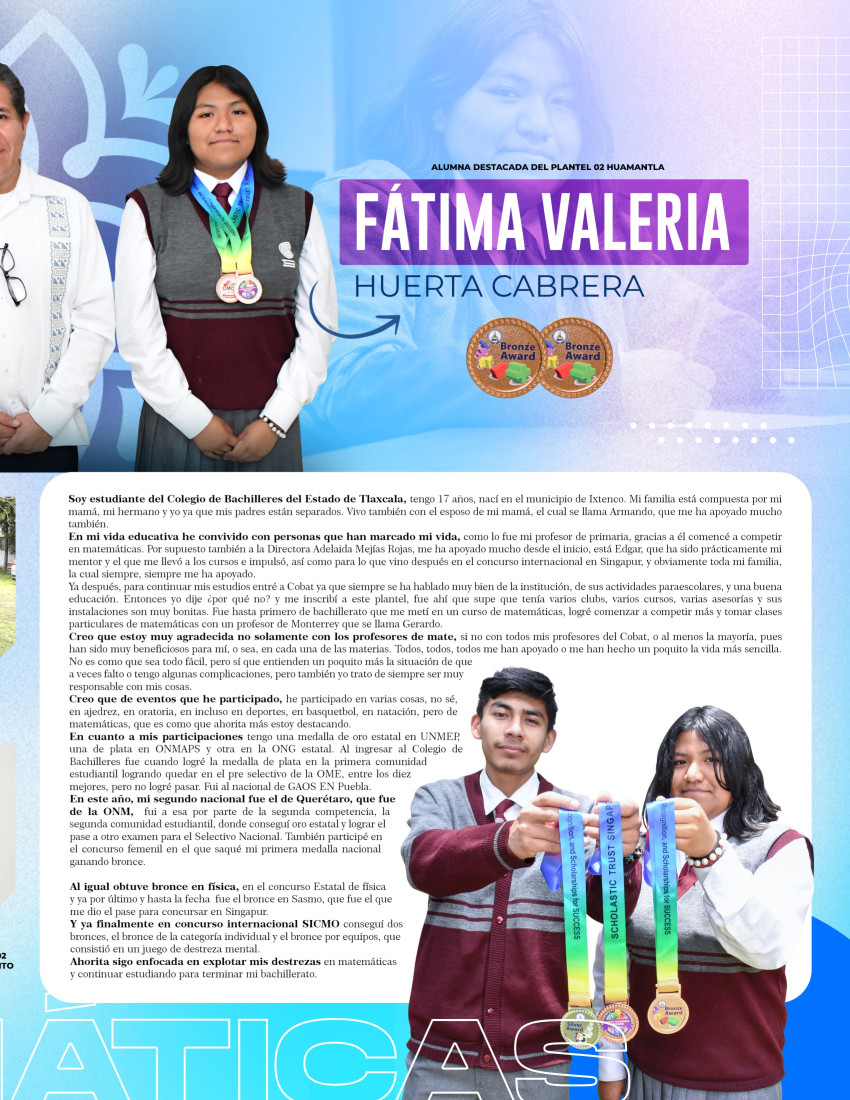 ALUMNA DESTACADA DEL PLANTEL 02 HUAMANTLA
FÁTIMA VALERIA
HUERTA CABRERA
Bronze
Award
Bronze
Award
Soy estudiante del Colegio de Bachilleres del Estado de Tlaxcala, tengo 17 años, nací en el municipio de Ixtenco. Mi familia está compuesta por mi
mamá, mi hermano y yo ya que mis padres están separados. Vivo también con el esposo de mi mamá, el cual se llama Armando, que me ha apoyado mucho
también.
En mi vida educativa he convivido con personas que han marcado mi vida, como lo fue mi profesor de primaria, gracias a él comencé a competir
en matemáticas. Por supuesto también a la Directora Adelaida Mejías Rojas, me ha apoyado mucho desde el inicio, está Edgar, que ha sido prácticamente mi
mentor y el que me llevó a los cursos e impulsó, así como para lo que vino después en el concurso internacional en Singapur, y obviamente toda mi familia,
la cual siempre, siempre me ha apoyado.
Ya después, para continuar mis estudios entré a Cobat ya que siempre se ha hablado muy bien de la institución, de sus actividades paraescolares, y una buena
educación. Entonces yo dije ¿por qué no? y me inscribí a este plantel, fue ahí que supe que tenía varios clubs, varios cursos, varias asesorías y sus
instalaciones son muy bonitas. Fue hasta primero de bachillerato que me metí en un curso de matemáticas, logré comenzar a competir más y tomar clases
particulares de matemáticas con un profesor de Monterrey que se llama Gerardo.
Creo que estoy muy agradecida no solamente con los profesores de mate, si no con todos mis profesores del Cobat, o al menos la mayoría, pues
han sido muy beneficiosos para mí, o sea, en cada una de las materias. Todos, todos, todos me han apoyado o me han hecho un poquito la vida más sencilla.
No es como que sea todo fácil, pero sí que entienden un poquito más la situación de que
a veces falto o tengo algunas complicaciones, pero también yo trato de siempre ser muy
responsable con mis cosas.
Creo que de eventos que he participado, he participado en varias cosas, no sé,
en ajedrez, en oratoria, en incluso en deportes, en basquetbol, en natación, pero de
matemáticas, que es como que ahorita más estoy destacando.
En cuanto a mis participaciones tengo una medalla de oro estatal en UNMEP,
una de plata en ONMAPS y otra en la ONG estatal. Al ingresar al Colegio de
Bachilleres fue cuando logré la medalla de plata en la primera comunidad
estudiantil logrando quedar en el pre selectivo de la OME, entre los diez
mejores, pero no logré pasar. Fui al nacional de GAOS EN Puebla.
En este año, mi segundo nacional fue el de Querétaro, que fue
de la ONM, fui a esa por parte de la segunda competencia, la
segunda comunidad estudiantil, donde conseguí oro estatal y lograr el
pase a otro examen para el Selectivo Nacional. También participé en
el concurso femenil en el que saqué mi primera medalla nacional
ganando bronce.
Al igual obtuve bronce en física, en el concurso Estatal de física
y ya por último y hasta la fecha fue el bronce en Sasmo, que fue el que
me dio el pase para concursar en Singapur.
Y ya finalmente en concurso internacional SICMO conseguí dos
bronces, el bronce de la categoría individual y el bronce por equipos, que
consistió en un juego de destreza mental.
Ahorita sigo enfocada en explotar mis destrezas en matemáticas
y continuar estudiando para terminar mi bachillerato.
Recognition, and Scholarships for SUCCESS
SCHOLASTIC TRUST SINGAP
Recognition, and Scholarships for SUCCESS
Silver
Award
Bronze
Award
02
NTO
ÁTICAS